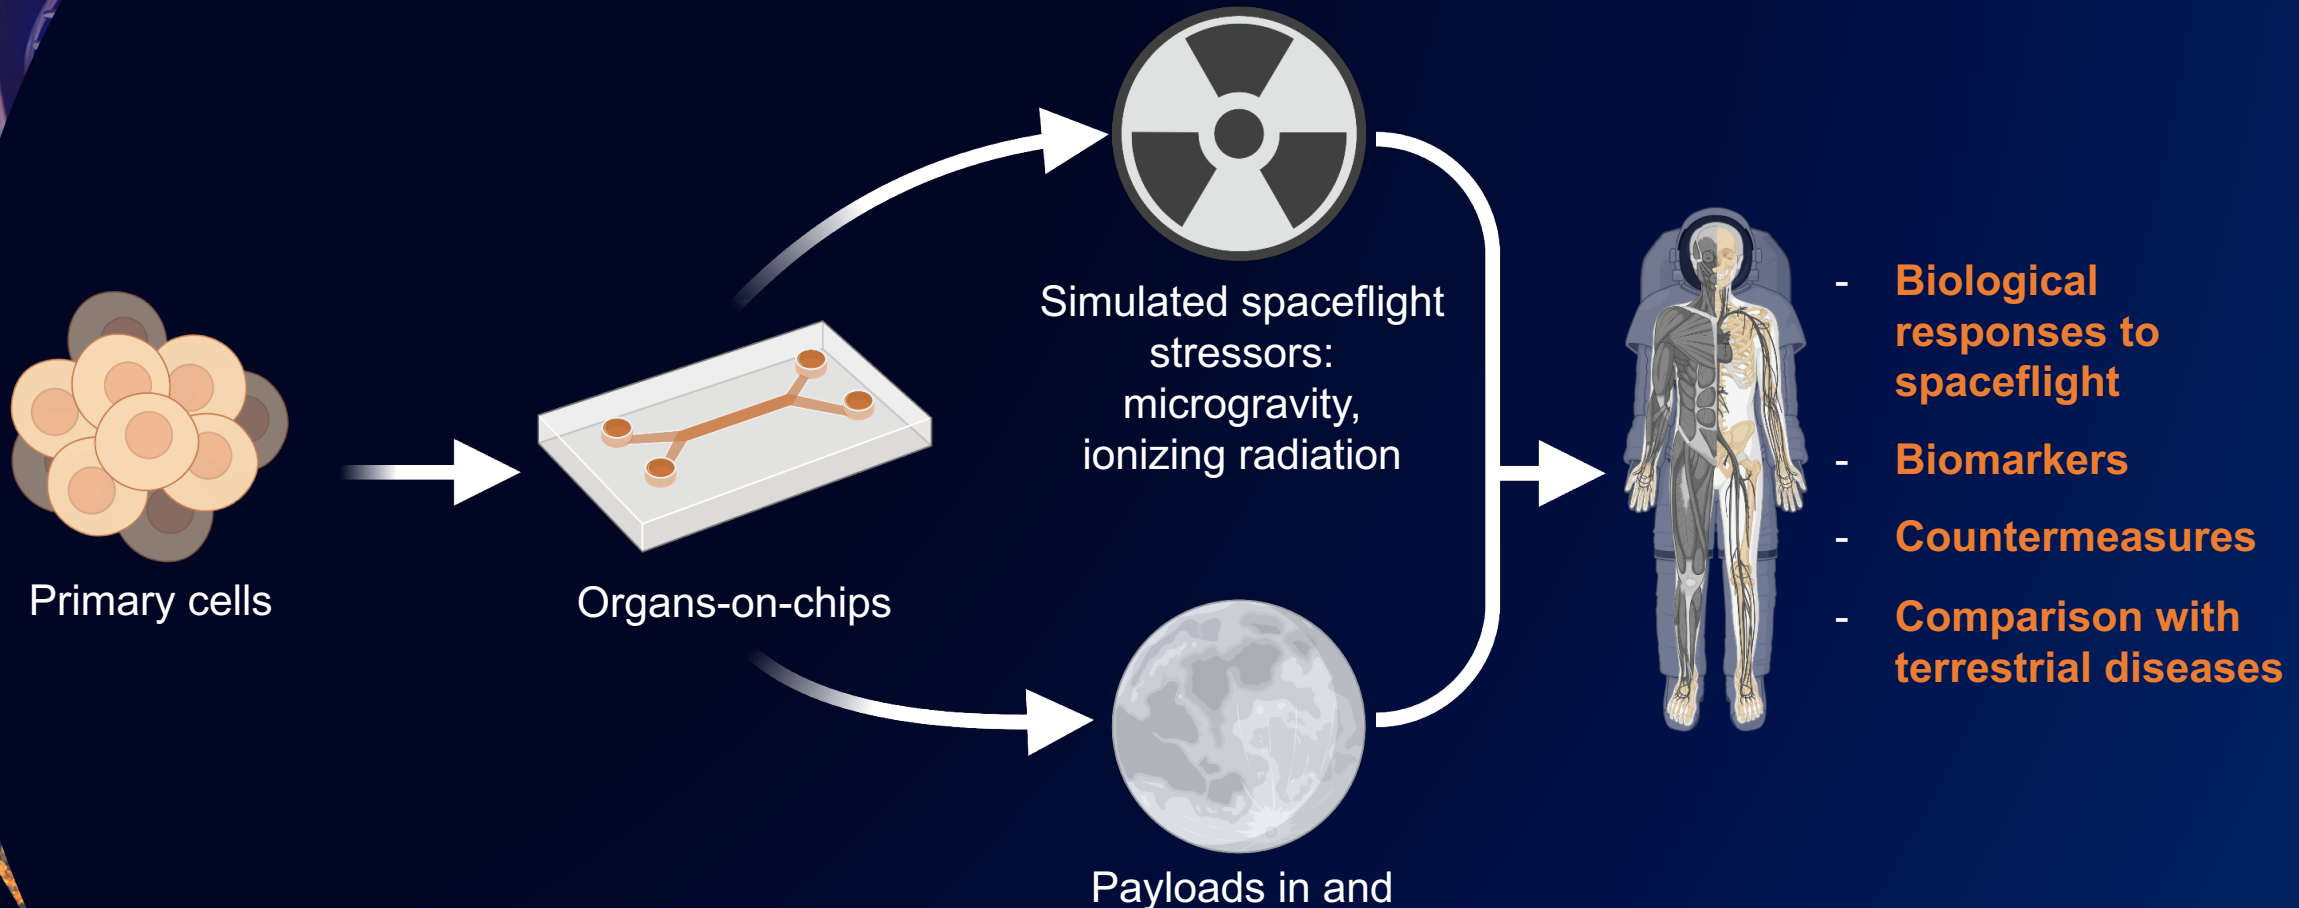 Primary cells
Organs-on-chips
Simulated spaceflight
stressors:
microgravity,
ionizing radiation
Payloads in and
- Biological
responses to
spaceflight
- Biomarkers
- Countermeasures
- Comparison with
terrestrial diseases